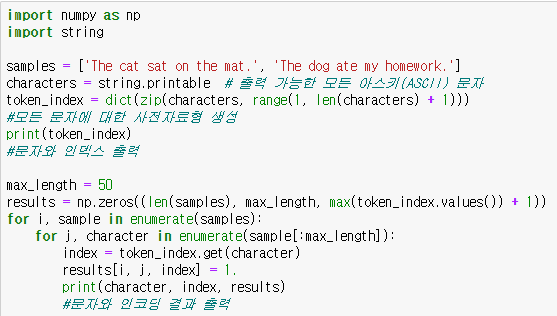 import numpy as np
import string

samples = ['The cat sat on the mat.', 'The dog ate my homework.']
characters = string.printable  # 출력 가능한 모든 아스키(ASCII) 문자
token_index = dict(zip(characters, range(1, len(characters) + 1)))
#모든 문자에 대한 사전자료형 생성
print(token_index)
#문자와 인덱스 출력

max_length = 50
results = np.zeros((len(samples), max_length, max(token_index.values()) + 1))
for i, sample in enumerate(samples):
    for j, character in enumerate(sample[:max_length]):
        index = token_index.get(character)
        results[i, j, index] = 1.
        print(character, index, results)
        #문자와 인코딩 결과 출력